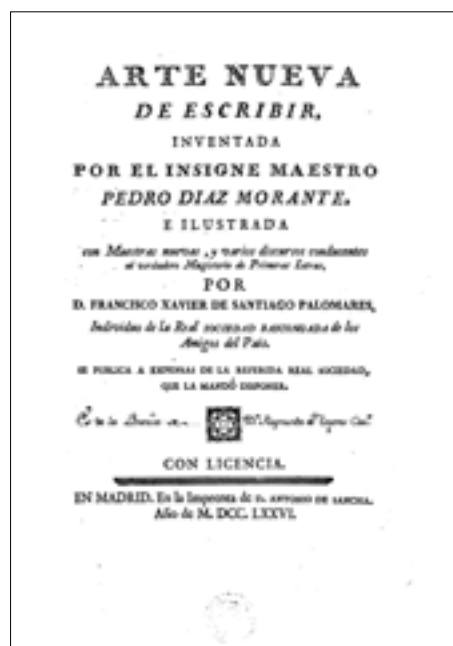 ARTE NUEVA
DE ESCRIBIR,
INVENTADA
POR EL INSIGNE MAESTRO
PEDRO DIAZ MORANTE,
E ILUSTRADA
con Muestras nuevas, y varios discursos conducentes
al verdadero Magisterio de Primeras Letras,
POR
D. FRANCISCO XAVIER DE SANTIAGO PALOMARES,
Individuo de la Real SOCIEDAD BASCONGADA de los
Amigos del País.
SE PUBLICA A EXPENSAS DE LA REFERIDA REAL SOCIEDAD,
QUE LA MANDÓ DISPONER.
CON LICENCIA.
EN MADRID. En la Imprenta de D. ANTONIO DE SANCHA.
Año de M. DCC. LXXVI.